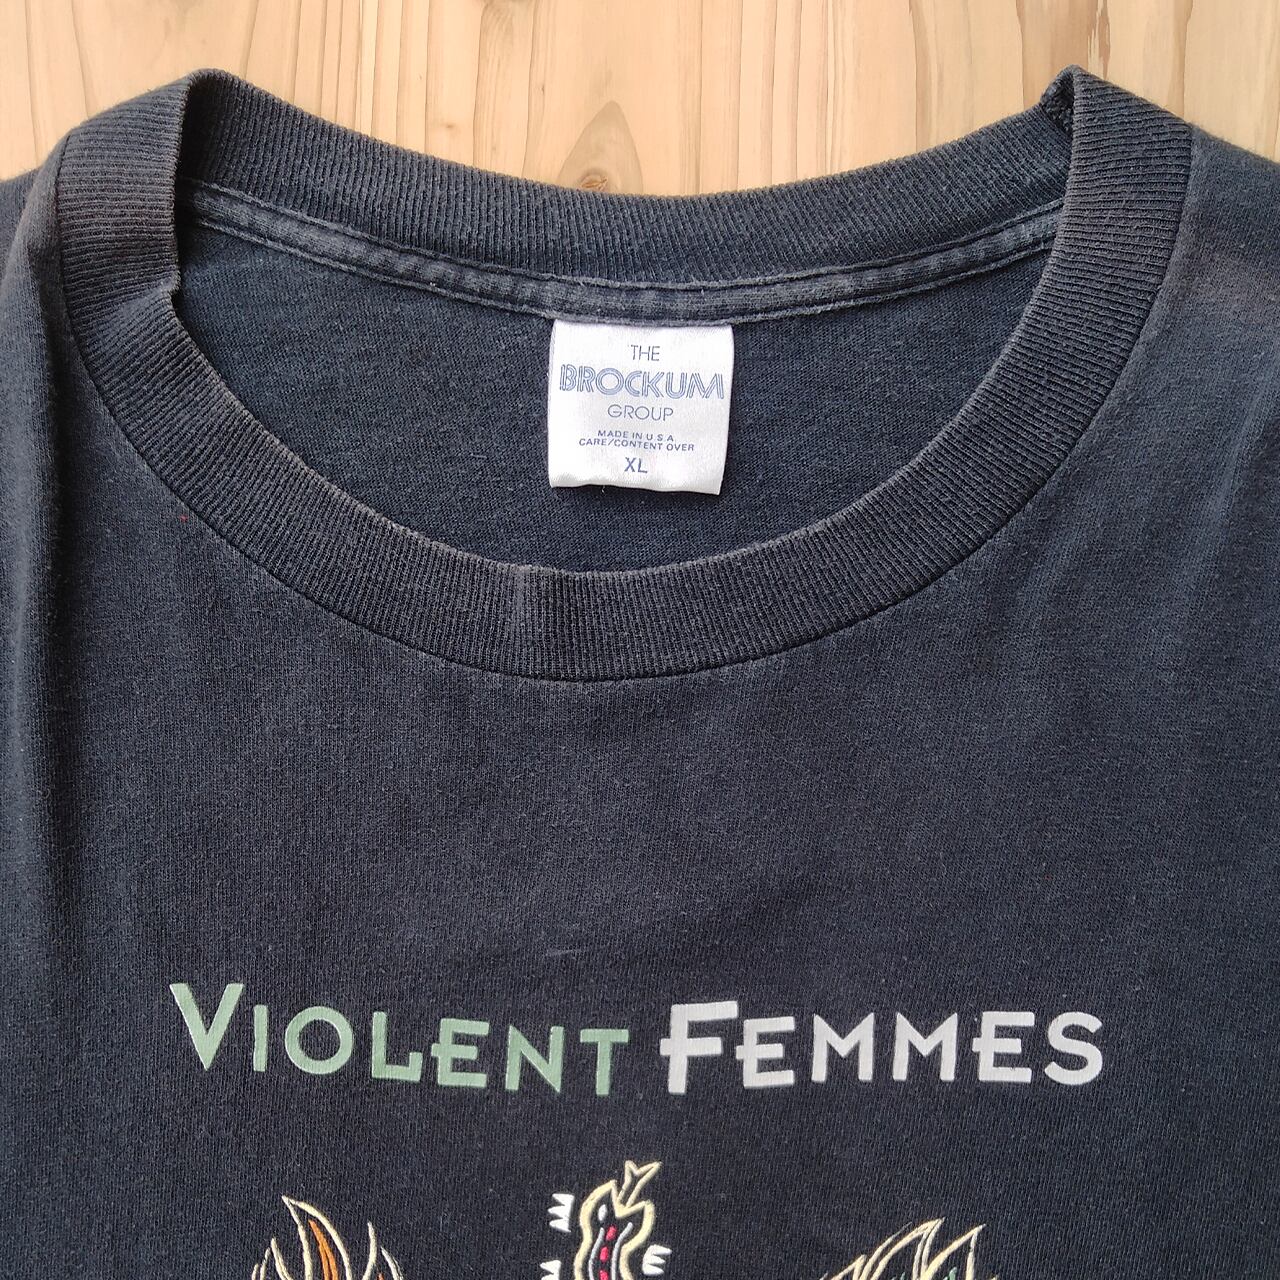 THE
BROCKUM
GROUP
MADE IN U.S.A.
CARE/CONTENT OVER
XL
VIOLENT FEMMES